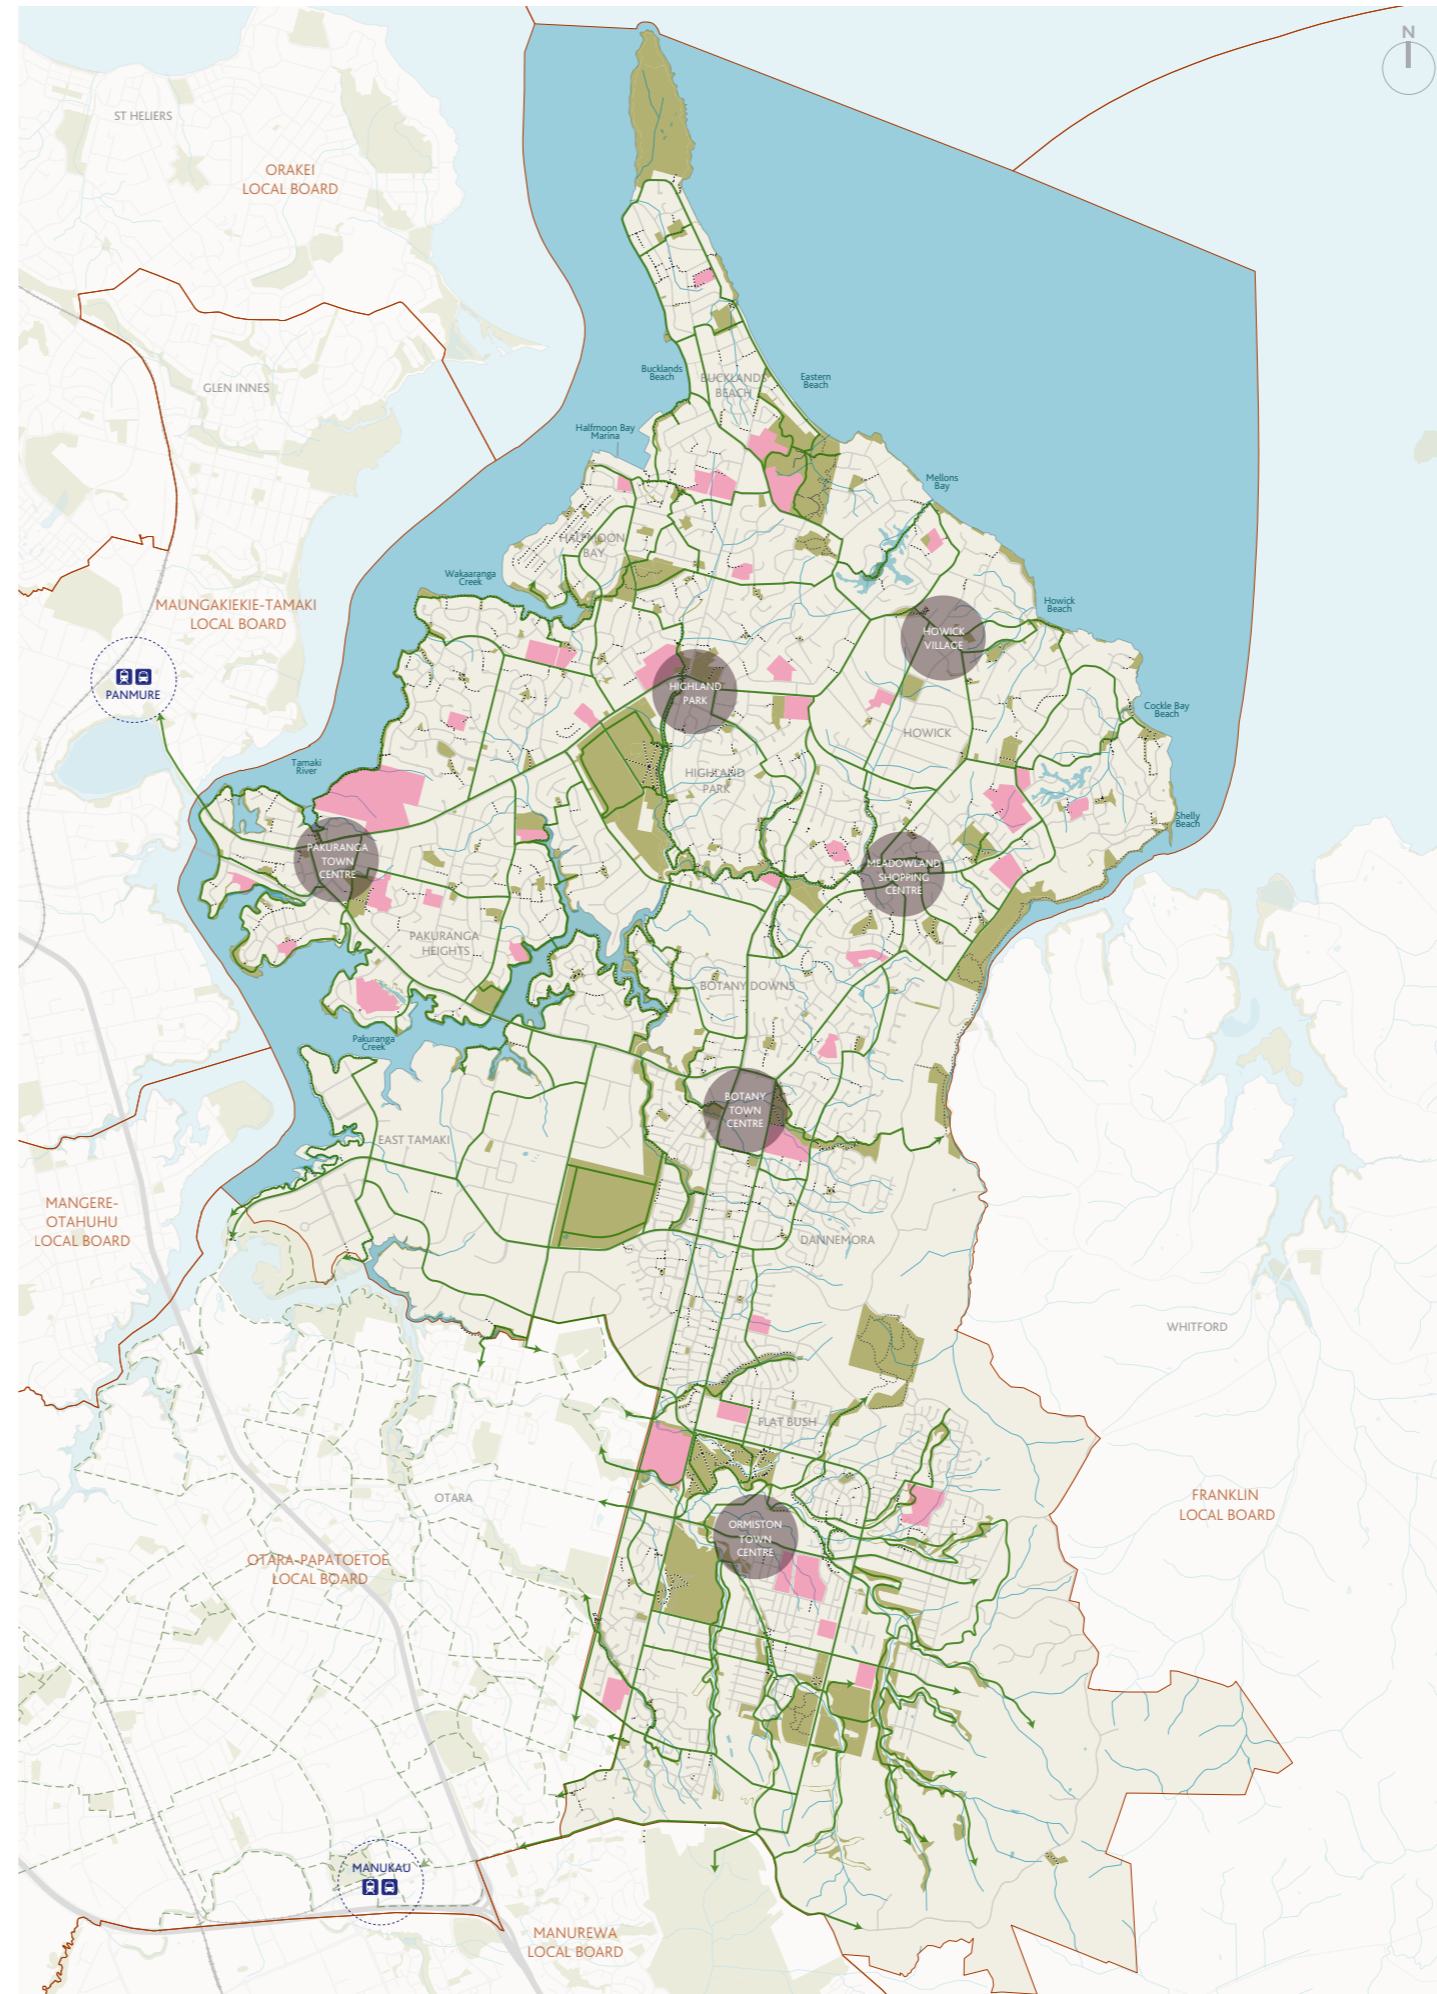 N
ST HELIERS
ORAKEI
LOCAL BOARD
GLEN INNES
Bucklands
Beach
BUCKLANDS
BEACH
Eastern
Beach
Halfmoon Bay
Marina
Mellons
Bay
HALFMOON
BAY
Wakaaranga
Creek
MAUNGAKIEKIE-TAMAKI
LOCAL BOARD
Howick
Beach
HOWICK
VILLAGE
PANMURE
HIGHLAND
PARK
Cockle Bay
Beach
HOWICK
Tamaki
River
HIGHLAND
PARK
Shelly
Beach
PAKURANGA
TOWN
CENTRE
MEADOWLAND
SHOPPING
CENTRE
PAKURANGA
HEIGHTS
BOTANY DOWNS
Pakuranga
Creek
BOTANY
TOWN
CENTRE
EAST TAMAKI
MANGERE-
OTAHUHU
LOCAL BOARD
DANNEMORA
WHITFORD
FLAT BUSH
OTARA
FRANKLIN
LOCAL BOARD
ORMISTON
TOWN
CENTRE
OTARA-PAPATOETOE
LOCAL BOARD
MANUKAU
MANUREWA
LOCAL BOARD